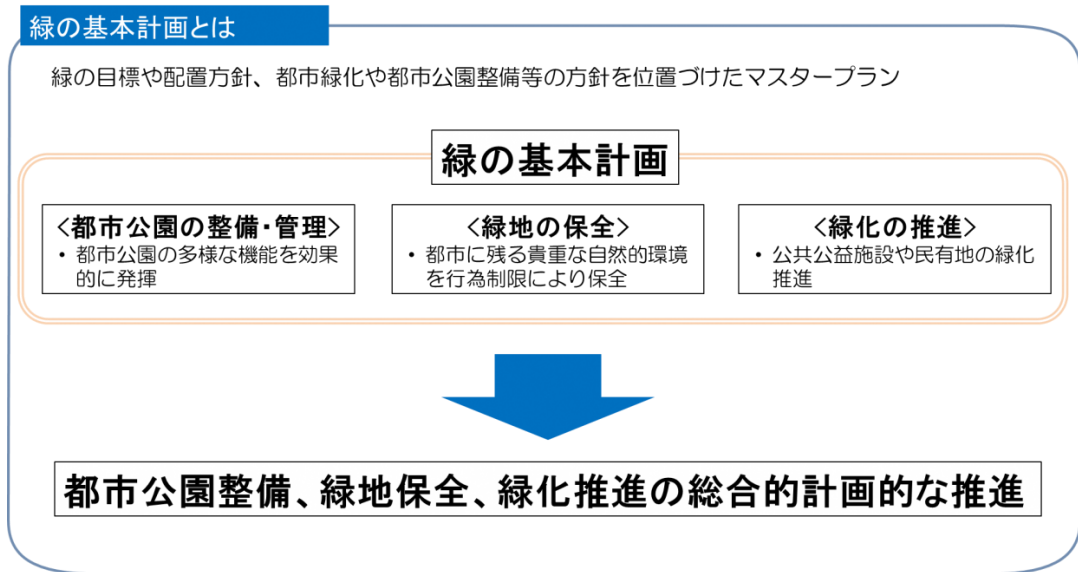 緑の基本計画とは
緑の目標や配置方針、都市緑化や都市公園整備等の方針を位置づけたマスタープラン
緑の基本計画
<都市公園の整備・管理>
・ 都市公園の多様な機能を効果
的に発揮
<緑地の保全>
・ 都市に残る貴重な自然的環境
を行為制限により保全
<緑化の推進>
・ 公共公益施設や民有地の緑化
推進
都市公園整備、緑地保全、緑化推進の総合的計画的な推進